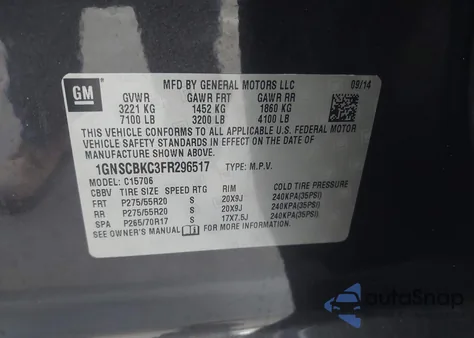 GM
MFD BY GENERAL MOTORS LLC 09/14
GVWR GAWR FRT GAWR RR
3221 KG 1452 KG 1860 KG
7100 LB 3200 LB 4100 LB
THIS VEHICLE CONFORMS TO ALL APPLICABLE U.S. FEDERAL MOTOR
VEHICLE SAFETY STANDARDS IN EFFECT ON THE DATE OF
MANUFACTURE SHOWN ABOVE.
1GNSCBKC3FR296517 TYPE: M.P.V.
MODEL: C15706
CBBV TIRE SIZE SPEED RTG RIM COLD TIRE PRESSURE
FRT P275/55R20 S 20X9J 240KPA(35PSI)
RR P275/55R20 S 20X9J 240KPA(35PSI)
SPA P265/70R17 S 17X7.5J 240KPA(35PSI)
SEE OWNER'S MANUAL FOR MORE INFORMATION.
autoSnap